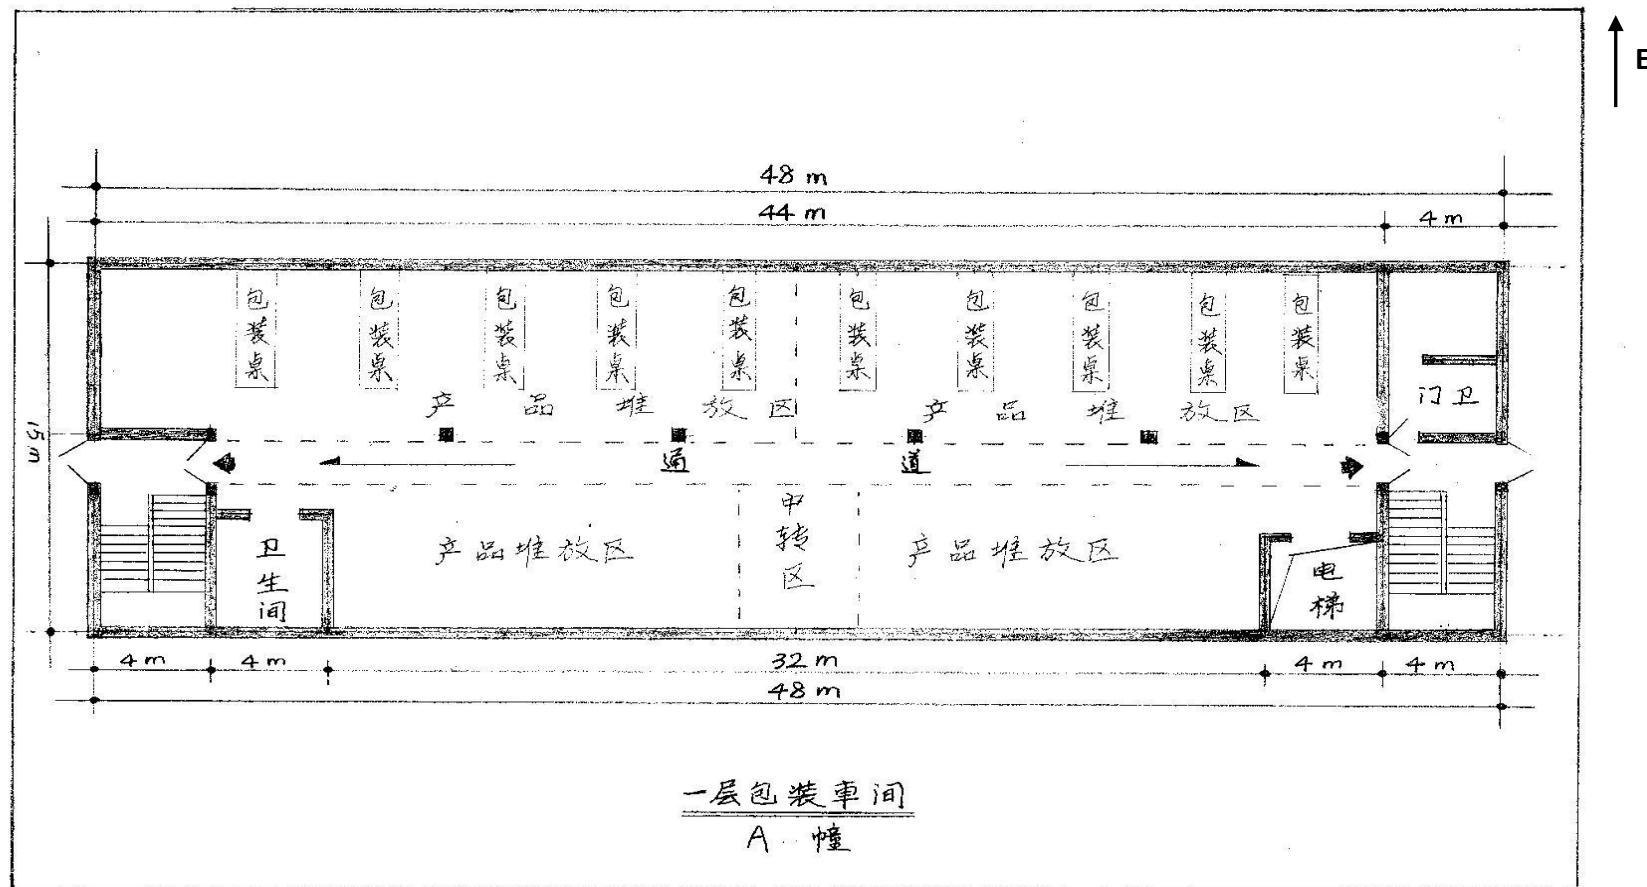 E
48 m
44 m
4 m
包装桌
包装桌
包装桌
包装桌
包装桌
包装桌
包装桌
包装桌
包装桌
包装桌
产品堆放区
产品堆放区
门卫
15 m
通道
卫生间
产品堆放区
中转区
产品堆放区
电梯
4 m
4 m
32 m
4 m
4 m
48 m
一层包装車间
A 幢